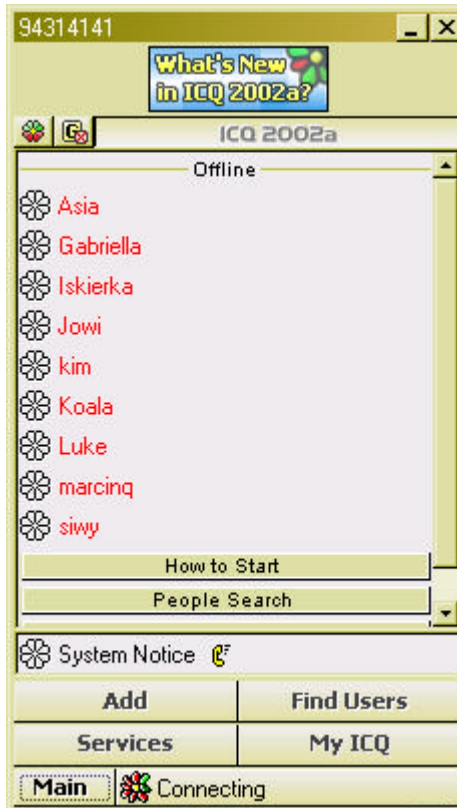 94314141
What's New
in ICQ 2002a?
ICQ 2002a
Offline
Asia
Gabriella
Iskierka
Jowi
kim
Koala
Luke
marcinq
siwy
How to Start
People Search
System Notice
Add Find Users
Services My ICQ
Main Connecting